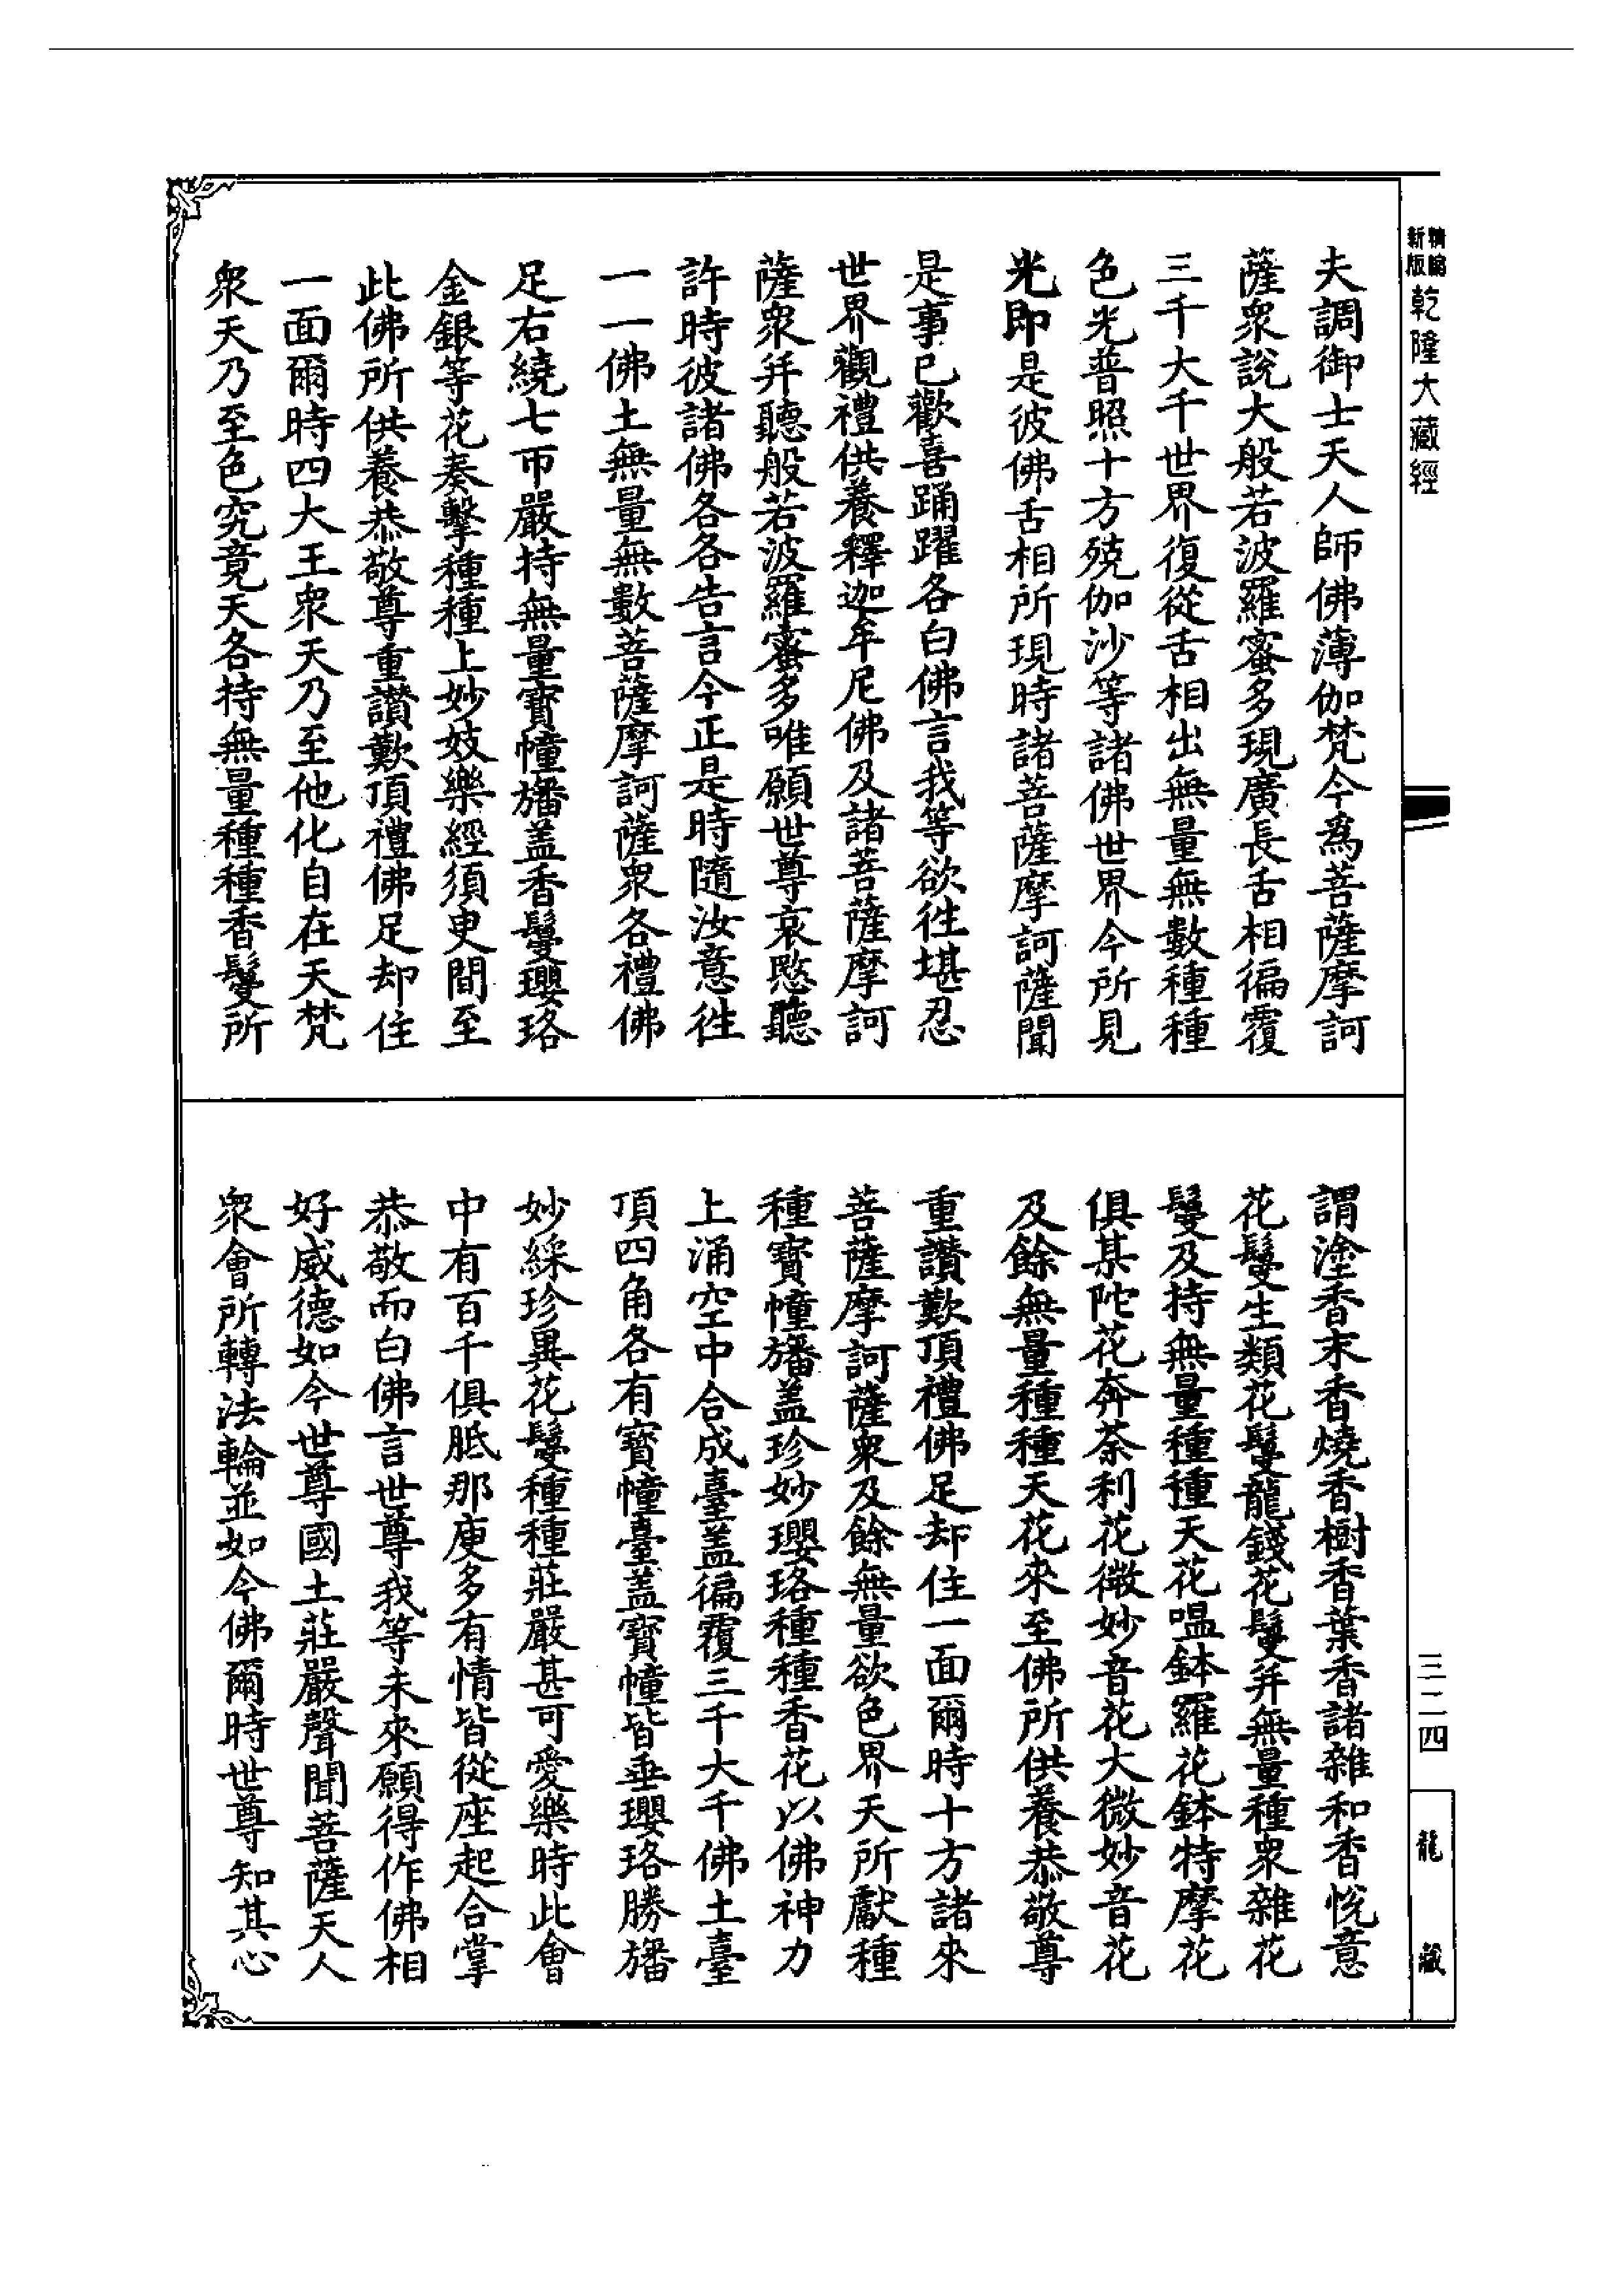 新版精縮乾隆大藏經
夫調御士天人師佛薄伽梵今爲菩薩摩訶
薩衆說大般若波羅蜜多現廣長舌相徧覆
三千大千世界復從舌相出無量無數種種
色光普照十方殑伽沙等諸佛世界今所見
光即是彼佛舌相所現時諸菩薩摩訶薩聞
是事已歡喜踊躍各白佛言我等欲徃堪忍
世界觀禮供養釋迦牟尼佛及諸菩薩摩訶
薩衆并聽般若波羅蜜多唯願世尊哀愍聽
許時彼諸佛各各告言今正是時隨汝意徃
一一佛土無量無數菩薩摩訶薩衆各禮佛
足右繞七帀嚴持無量寳幢旛盖香鬘瓔珞
金銀等花奏擊種種上妙妓樂經須臾間至
此佛所供養恭敬尊重讃歎頂禮佛足却住
一面爾時四大王衆天乃至他化自在天梵
衆天乃至色究竟天各持無量種種香鬘所
謂塗香末香燒香樹香葉香諸雜和香悅意
花鬘生類花鬘龍錢花鬘并無量種衆雜花
鬘及持無量種種天花嗢鉢羅花鉢特摩花
俱某陀花奔荼利花微妙音花大微妙音花
及餘無量種種天花來至佛所供養恭敬尊
重讃歎頂禮佛足却住一面爾時十方諸來
菩薩摩訶薩衆及餘無量欲色界天所獻種
種寳幢旛盖珍妙瓔珞種種香花以佛神力
上涌空中合成臺盖徧覆三千大千佛土臺
頂四角各有寳幢臺盖寳幢皆垂瓔珞勝旛
妙綵珍異花鬘種種莊嚴甚可愛樂時此會
中有百千俱胝那庾多有情皆從座起合掌
恭敬而白佛言世尊我等未來願得作佛相
好威德如今世尊國土莊嚴聲聞菩薩天人
衆會所轉法輪並如今佛爾時世尊知其心
三二四
龍藏